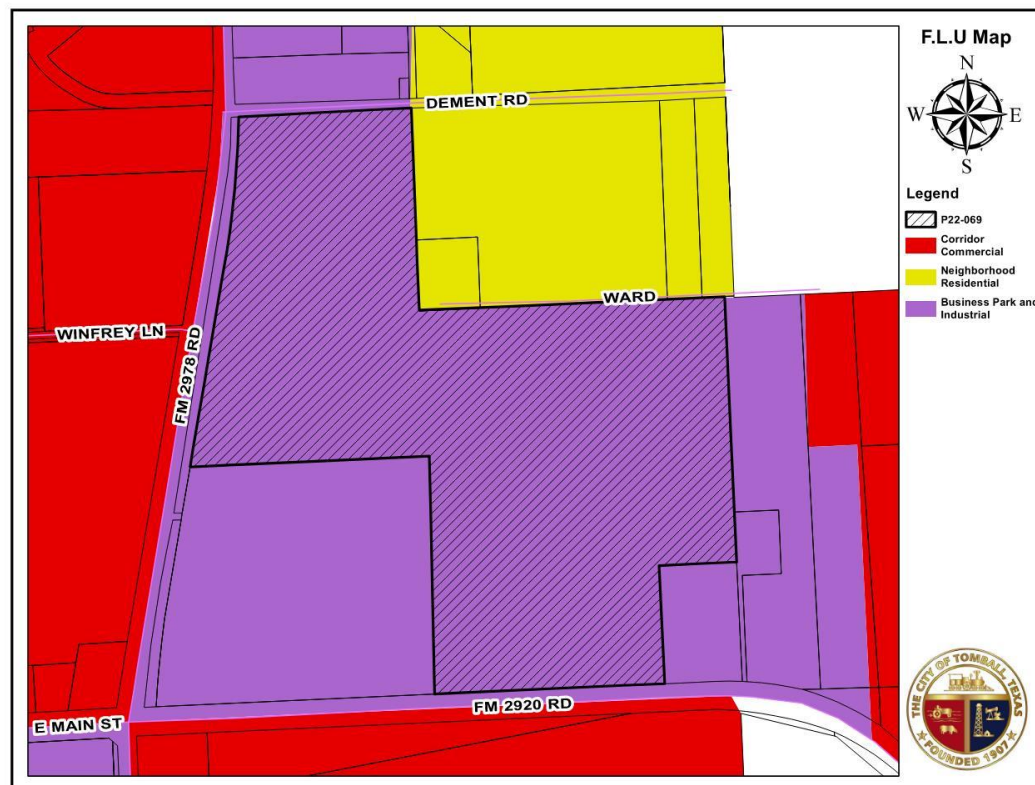 F.L.U Map
N
W
E
S
Legend
P22-069
Corridor
Commercial
Neighborhood
Residential
Business Park and
Industrial
DEMENT RD
WARD
WINFREY LN
FM 2978 RD
FM 2920 RD
E MAIN ST
THE CITY OF TOMBALL, TEXAS
FOUNDED 1907